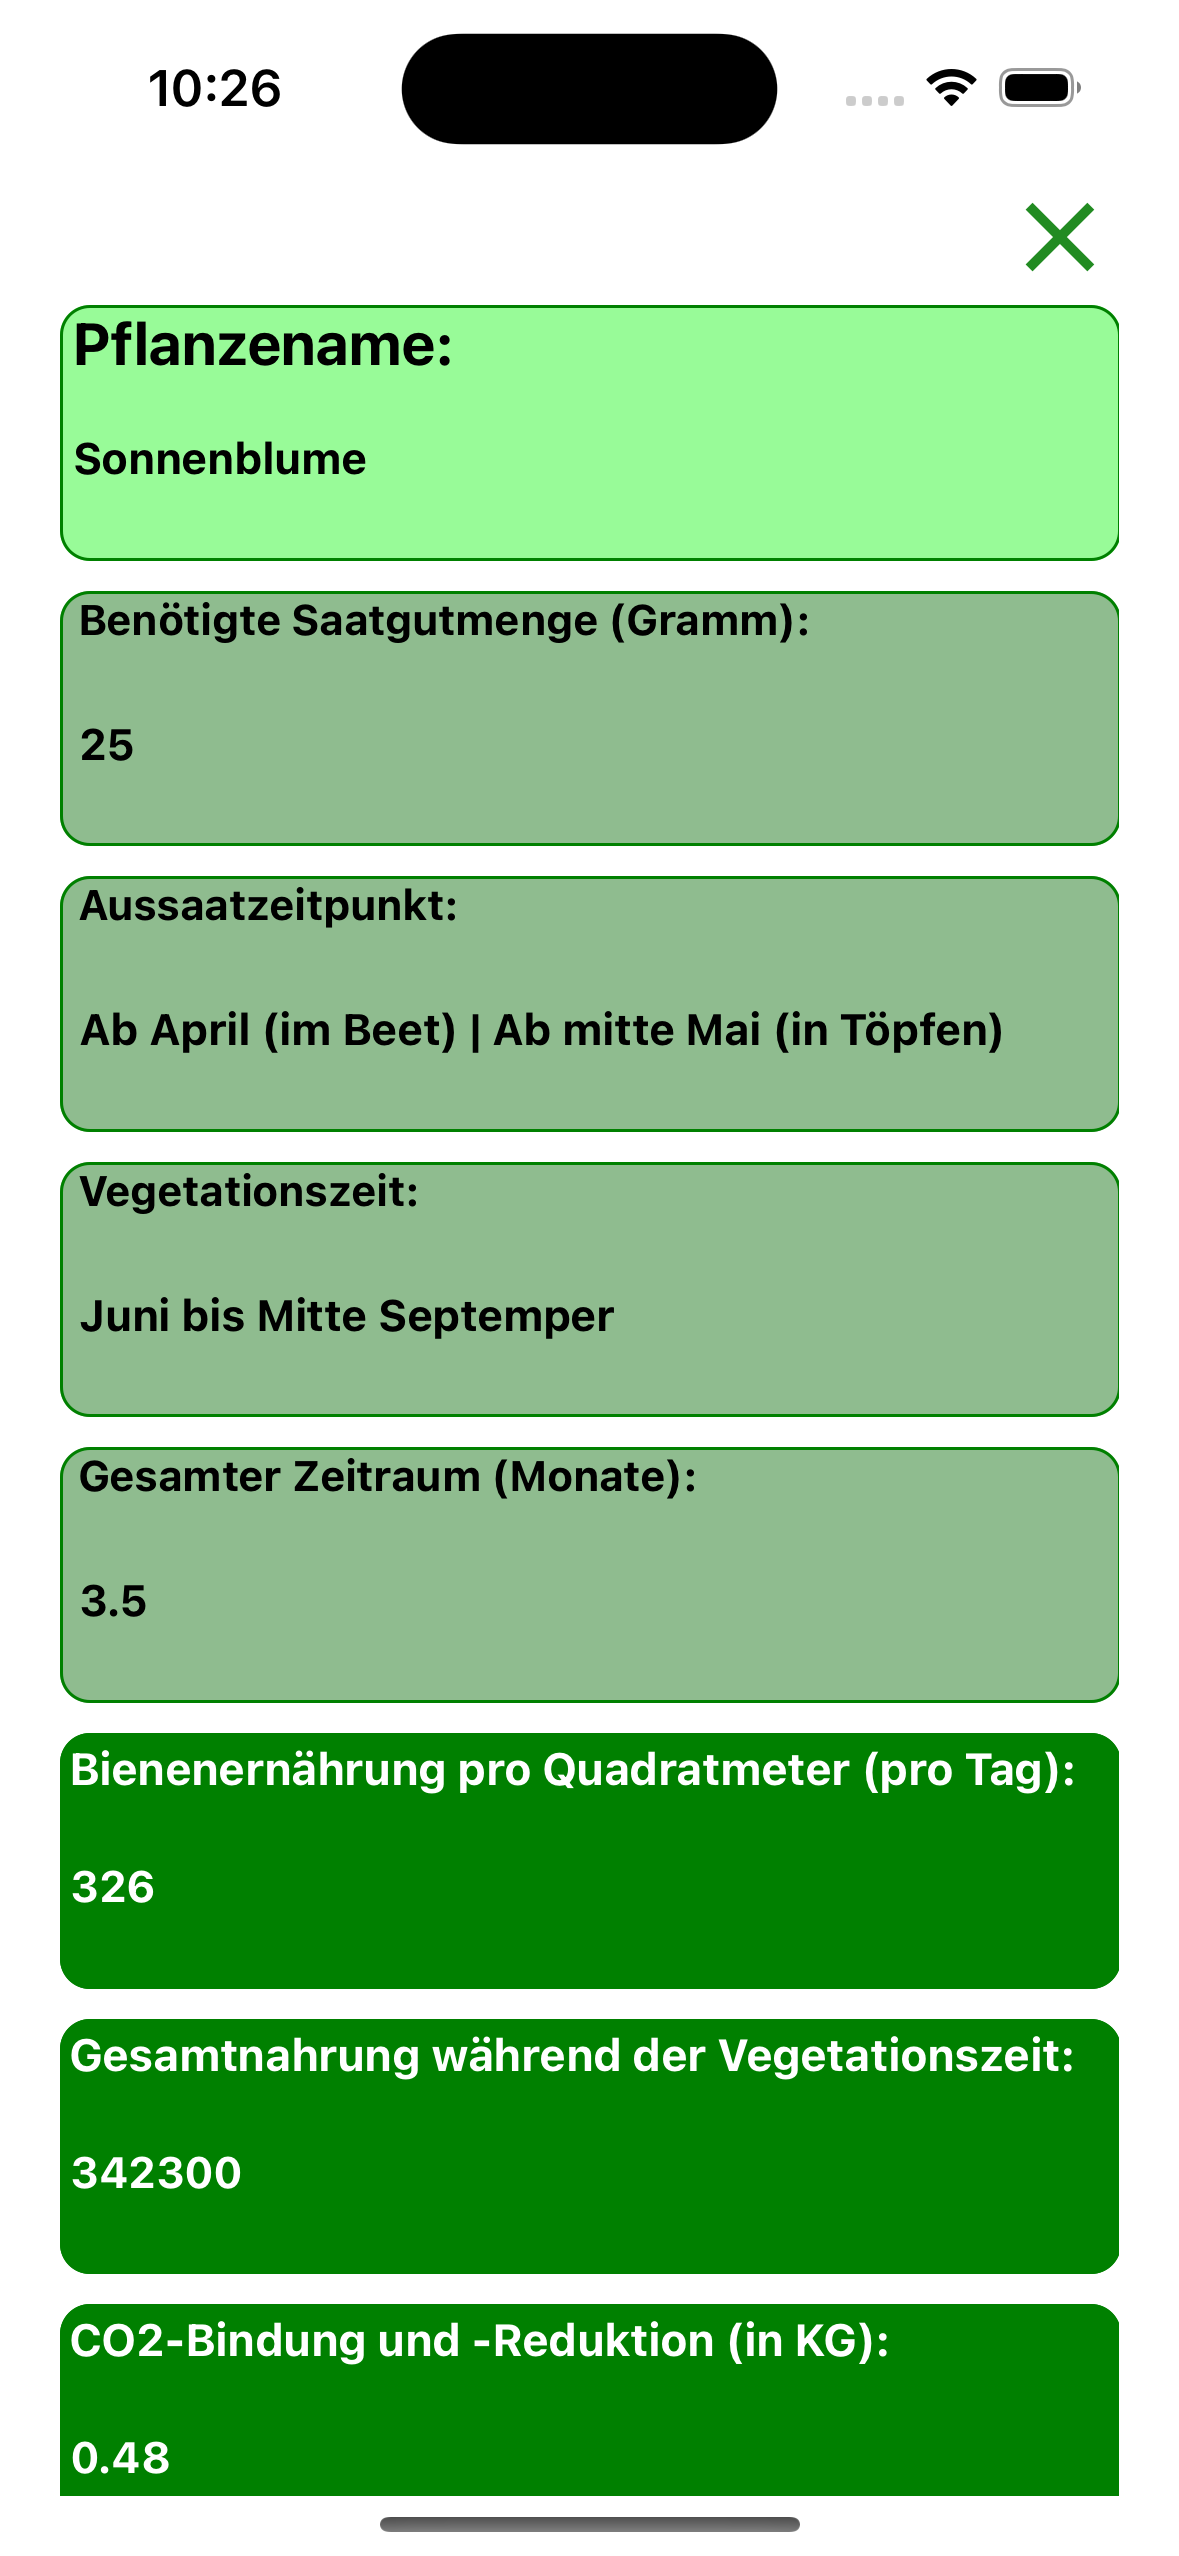 10:26
Pflanzename:
Sonnenblume
Benötigte Saatgutmenge (Gramm):
25
Aussaatzeitpunkt:
Ab April (im Beet) | Ab mitte Mai (in Töpfen)
Vegetationszeit:
Juni bis Mitte Septemper
Gesamter Zeitraum (Monate):
3.5
Bienenernährung pro Quadratmeter (pro Tag):
326
Gesamtnahrung während der Vegetationszeit:
342300
CO2-Bindung und -Reduktion (in KG):
0.48